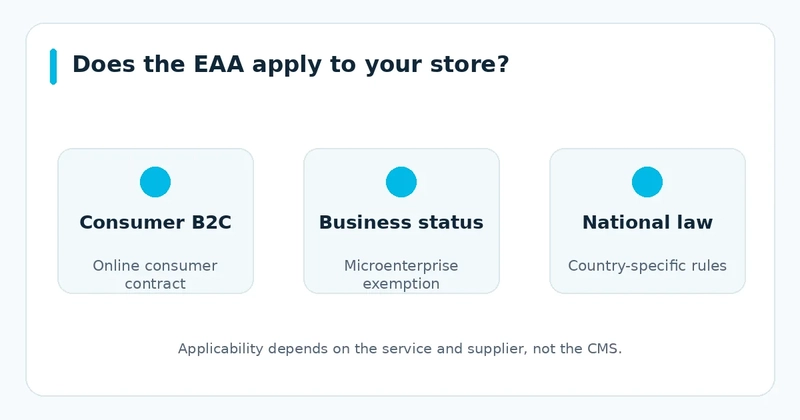 Does the EAA apply to your store?
Consumer B2C
Online consumer
contract
Business status
Microenterprise
exemption
National law
Country-specific rules
Applicability depends on the service and supplier, not the CMS.